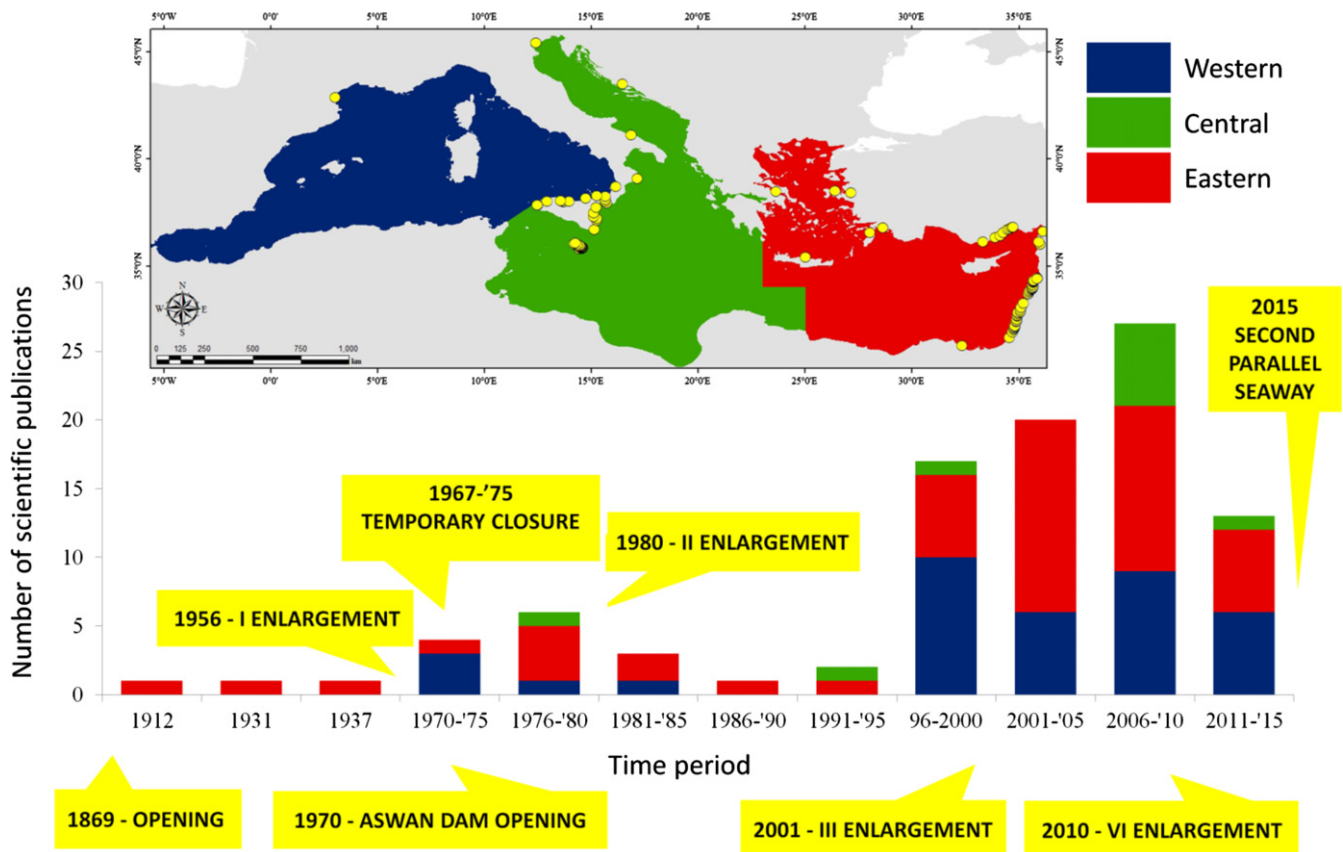 5°0'W 0°0' 5°0'E 10°0'E 15°0'E 20°0'E 25°0'E 30°0'E 35°0'E
45°0'N
40°0'N
35°0'N
45°0'N
40°0'N
35°0'N
N
W E
S
0 125 250 500 750 1,000
km
5°0'W 0°0' 5°0'E 10°0'E 15°0'E 20°0'E 25°0'E 30°0'E 35°0'E
Western
Central
Eastern
Number of scientific publications
30
25
20
15
10
5
0
1956 - I ENLARGEMENT
1967-'75
TEMPORARY CLOSURE
1980 - II ENLARGEMENT
2015
SECOND
PARALLEL
SEAWAY
1912 1931 1937 1970-'75 1976-'80 1981-'85 1986-'90 1991-'95 96-2000 2001-'05 2006-'10 2011-'15
Time period
1869 - OPENING
1970 - ASWAN DAM OPENING
2001 - III ENLARGEMENT
2010 - VI ENLARGEMENT